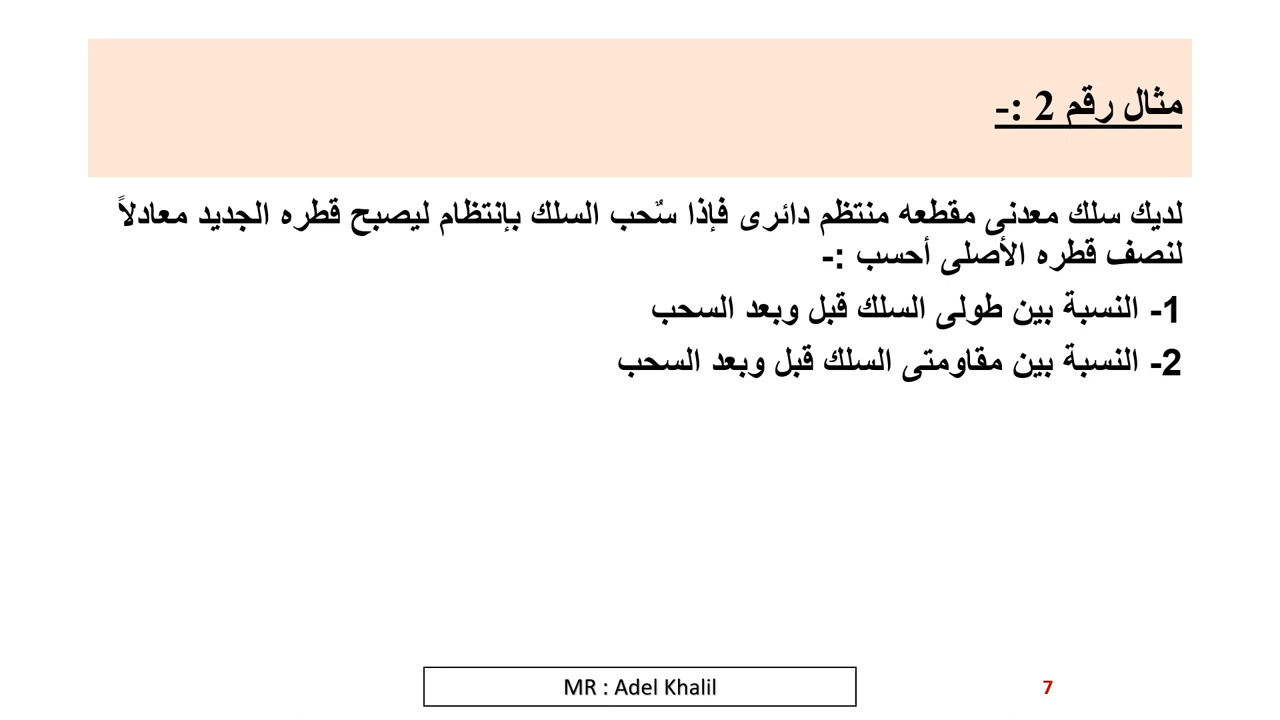 مثال رقم 2 :-
لديك سلك معدنى مقطعه منتظم دائرى فإذا سٌحب السلك بإنتظام ليصبح قطره الجديد معادلاً
لنصف قطره الأصلى أحسب :-
1- النسبة بين طولى السلك قبل وبعد السحب
2- النسبة بين مقاومتى السلك قبل وبعد السحب
MR : Adel Khalil
7